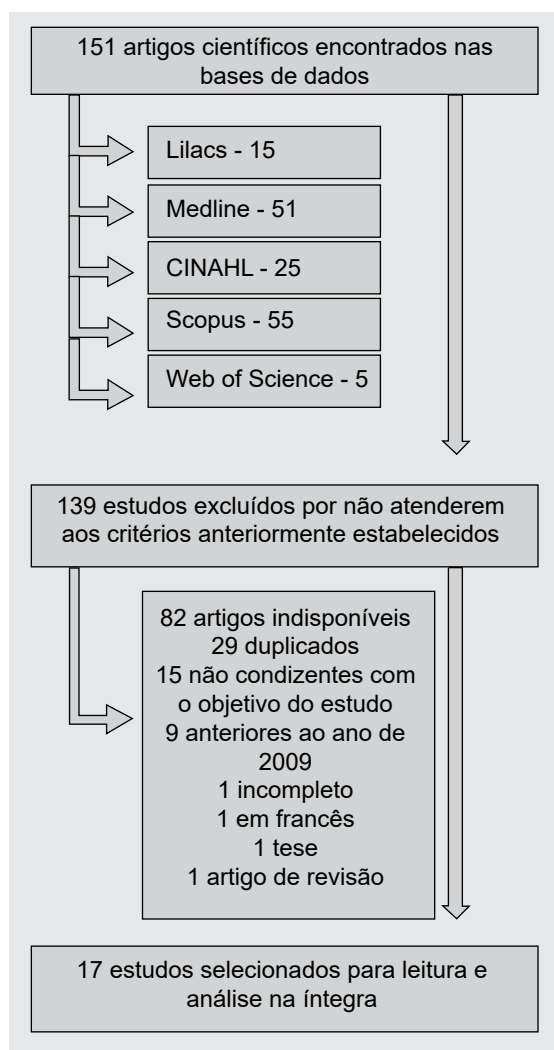 151 artigos científicos encontrados nas
bases de dados
Lilacs - 15
Medline - 51
CINAHL - 25
Scopus - 55
Web of Science - 5
139 estudos excluídos por não atenderem
aos critérios anteriormente estabelecidos
82 artigos indisponíveis
29 duplicados
15 não condizentes com
o objetivo do estudo
9 anteriores ao ano de
2009
1 incompleto
1 em francês
1 tese
1 artigo de revisão
17 estudos selecionados para leitura e
análise na íntegra